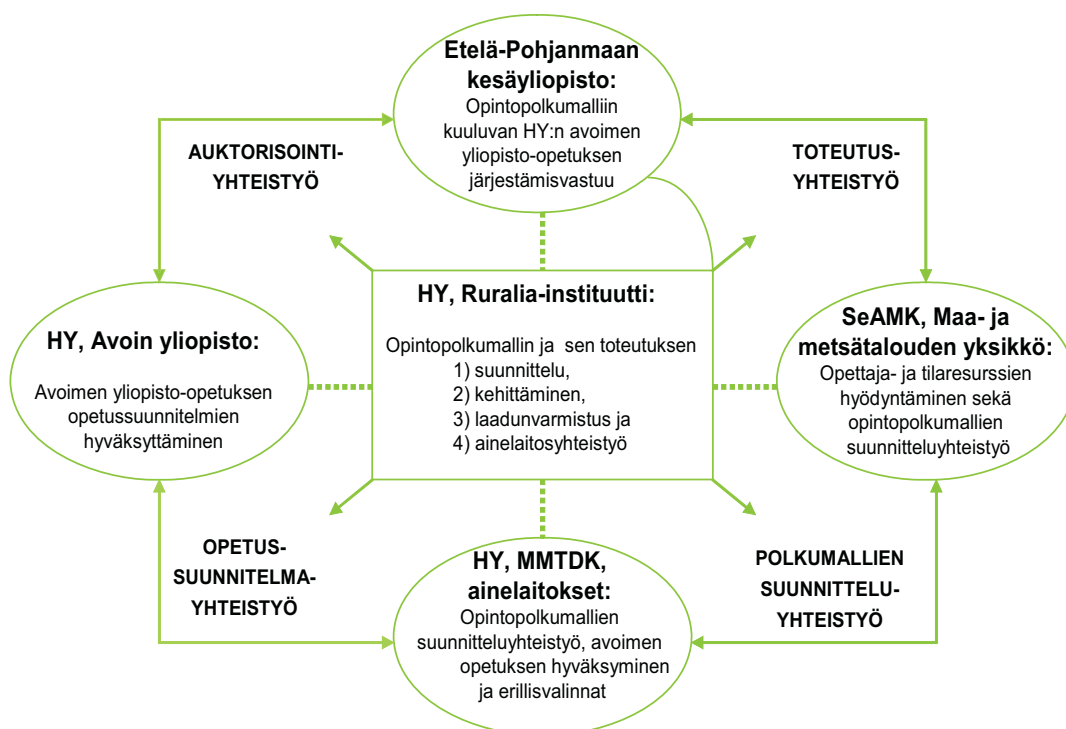 Etelä-Pohjanmaan
kesäyliopisto:
Opintopolkumalliin
kuuluvan HY:n avoimen
yliopisto-opetuksen
järjestämisvastuu
AUKTORISOINTI-
YHTEISTYÖ
TOTEUTUS-
YHTEISTYÖ
HY, Avoin yliopisto:
Avoimen yliopisto-opetuksen
opetussuunnitelmien
hyväksyttäminen
HY, Ruralia-instituutti:
Opintopolkumallin ja sen toteutuksen
1) suunnittelu,
2) kehittäminen,
3) laadunvarmistus ja
4) ainelaitosyhteistyö
SeAMK, Maa- ja
metsätalouden yksikkö:
Opettaja- ja tilaresurssien
hyödyntäminen sekä
opintopolkumallien
suunnitteluyhteistyö
OPETUS-
SUUNNITELMA-
YHTEISTYÖ
POLKUMALLIEN
SUUNNITTELU-
YHTEISTYÖ
HY, MMTDK,
ainelaitokset:
Opintopolkumallien
suunnitteluyhteistyö, avoimen
opetuksen hyväksyminen
ja erillisvalinnat